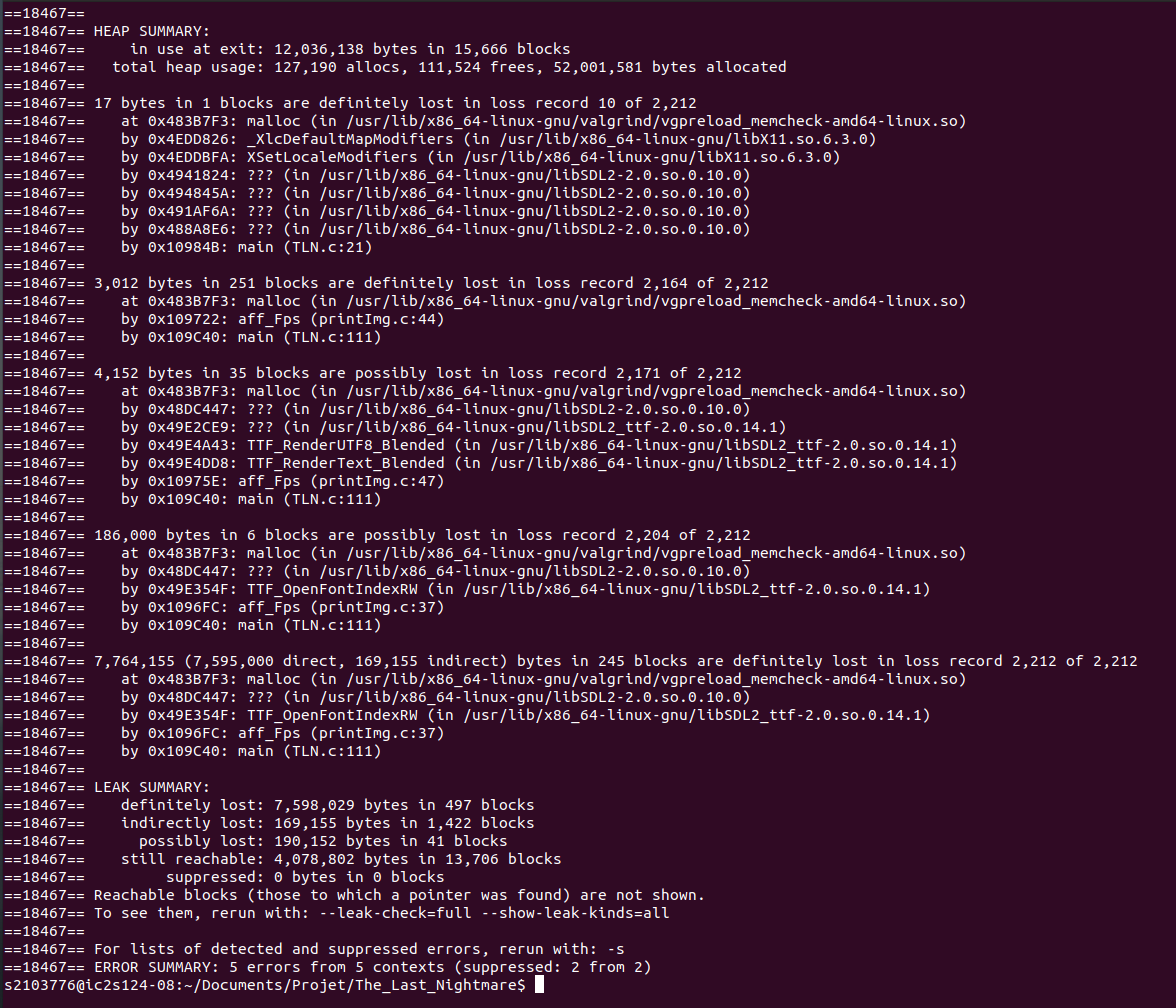 ==18467==
==18467== HEAP SUMMARY:
==18467==     in use at exit: 12,036,138 bytes in 15,666 blocks
==18467==   total heap usage: 127,190 allocs, 111,524 frees, 52,001,581 bytes allocated
==18467==
==18467== 17 bytes in 1 blocks are definitely lost in loss record 10 of 2,212
==18467==    at 0x483B7F3: malloc (in /usr/lib/x86_64-linux-gnu/valgrind/vgpreload_memcheck-amd64-linux.so)
==18467==    by 0x4EDD826: _XlcDefaultMapModifiers (in /usr/lib/x86_64-linux-gnu/libX11.so.6.3.0)
==18467==    by 0x4EDDBFA: XSetLocaleModifiers (in /usr/lib/x86_64-linux-gnu/libX11.so.6.3.0)
==18467==    by 0x4941824: ??? (in /usr/lib/x86_64-linux-gnu/libSDL2-2.0.so.0.10.0)
==18467==    by 0x494845A: ??? (in /usr/lib/x86_64-linux-gnu/libSDL2-2.0.so.0.10.0)
==18467==    by 0x491AF6A: ??? (in /usr/lib/x86_64-linux-gnu/libSDL2-2.0.so.0.10.0)
==18467==    by 0x488A8E6: ??? (in /usr/lib/x86_64-linux-gnu/libSDL2-2.0.so.0.10.0)
==18467==    by 0x10984B: main (TLN.c:21)
==18467==
==18467== 3,012 bytes in 251 blocks are definitely lost in loss record 2,164 of 2,212
==18467==    at 0x483B7F3: malloc (in /usr/lib/x86_64-linux-gnu/valgrind/vgpreload_memcheck-amd64-linux.so)
==18467==    by 0x109722: aff_Fps (printImg.c:44)
==18467==    by 0x109C40: main (TLN.c:111)
==18467==
==18467== 4,152 bytes in 35 blocks are possibly lost in loss record 2,171 of 2,212
==18467==    at 0x483B7F3: malloc (in /usr/lib/x86_64-linux-gnu/valgrind/vgpreload_memcheck-amd64-linux.so)
==18467==    by 0x48DC447: ??? (in /usr/lib/x86_64-linux-gnu/libSDL2-2.0.so.0.10.0)
==18467==    by 0x49E2CE9: ??? (in /usr/lib/x86_64-linux-gnu/libSDL2_ttf-2.0.so.0.14.1)
==18467==    by 0x49E4A43: TTF_RenderUTF8_Blended (in /usr/lib/x86_64-linux-gnu/libSDL2_ttf-2.0.so.0.14.1)
==18467==    by 0x49E4DD8: TTF_RenderText_Blended (in /usr/lib/x86_64-linux-gnu/libSDL2_ttf-2.0.so.0.14.1)
==18467==    by 0x10975E: aff_Fps (printImg.c:47)
==18467==    by 0x109C40: main (TLN.c:111)
==18467==
==18467== 186,000 bytes in 6 blocks are possibly lost in loss record 2,204 of 2,212
==18467==    at 0x483B7F3: malloc (in /usr/lib/x86_64-linux-gnu/valgrind/vgpreload_memcheck-amd64-linux.so)
==18467==    by 0x48DC447: ??? (in /usr/lib/x86_64-linux-gnu/libSDL2-2.0.so.0.10.0)
==18467==    by 0x49E354F: TTF_OpenFontIndexRW (in /usr/lib/x86_64-linux-gnu/libSDL2_ttf-2.0.so.0.14.1)
==18467==    by 0x1096FC: aff_Fps (printImg.c:37)
==18467==    by 0x109C40: main (TLN.c:111)
==18467==
==18467== 7,764,155 (7,595,000 direct, 169,155 indirect) bytes in 245 blocks are definitely lost in loss record 2,212 of 2,212
==18467==    at 0x483B7F3: malloc (in /usr/lib/x86_64-linux-gnu/valgrind/vgpreload_memcheck-amd64-linux.so)
==18467==    by 0x48DC447: ??? (in /usr/lib/x86_64-linux-gnu/libSDL2-2.0.so.0.10.0)
==18467==    by 0x49E354F: TTF_OpenFontIndexRW (in /usr/lib/x86_64-linux-gnu/libSDL2_ttf-2.0.so.0.14.1)
==18467==    by 0x1096FC: aff_Fps (printImg.c:37)
==18467==    by 0x109C40: main (TLN.c:111)
==18467==
==18467== LEAK SUMMARY:
==18467==    definitely lost: 7,598,029 bytes in 497 blocks
==18467==    indirectly lost: 169,155 bytes in 1,422 blocks
==18467==      possibly lost: 190,152 bytes in 41 blocks
==18467==    still reachable: 4,078,802 bytes in 13,706 blocks
==18467==         suppressed: 0 bytes in 0 blocks
==18467== Reachable blocks (those to which a pointer was found) are not shown.
==18467== To see them, rerun with: --leak-check=full --show-leak-kinds=all
==18467==
==18467== For lists of detected and suppressed errors, rerun with: -s
==18467== ERROR SUMMARY: 5 errors from 5 contexts (suppressed: 2 from 2)
s2103776@ic2s124-08:~/Documents/Projet/The_Last_Nightmare$